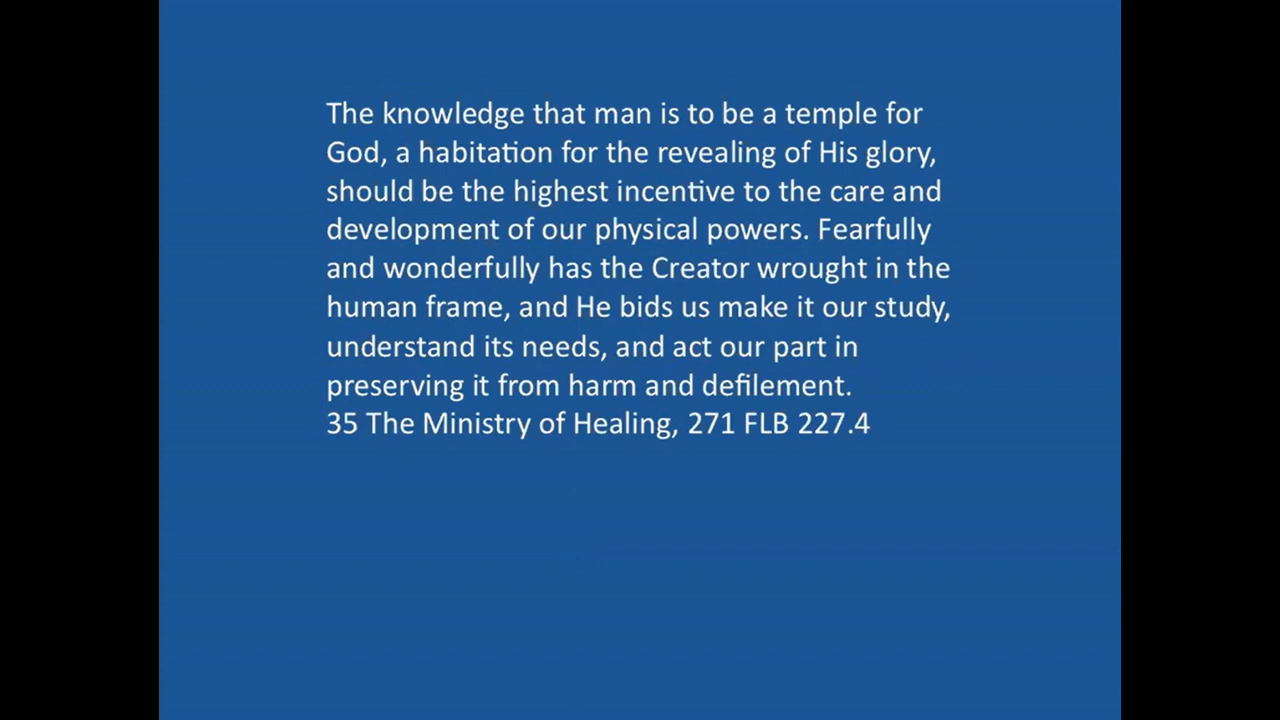 The knowledge that man is to be a temple for
God, a habitation for the revealing of His glory,
should be the highest incentive to the care and
development of our physical powers. Fearfully
and wonderfully has the Creator wrought in the
human frame, and He bids us make it our study,
understand its needs, and act our part in
preserving it from harm and defilement.
35 The Ministry of Healing, 271 FLB 227.4